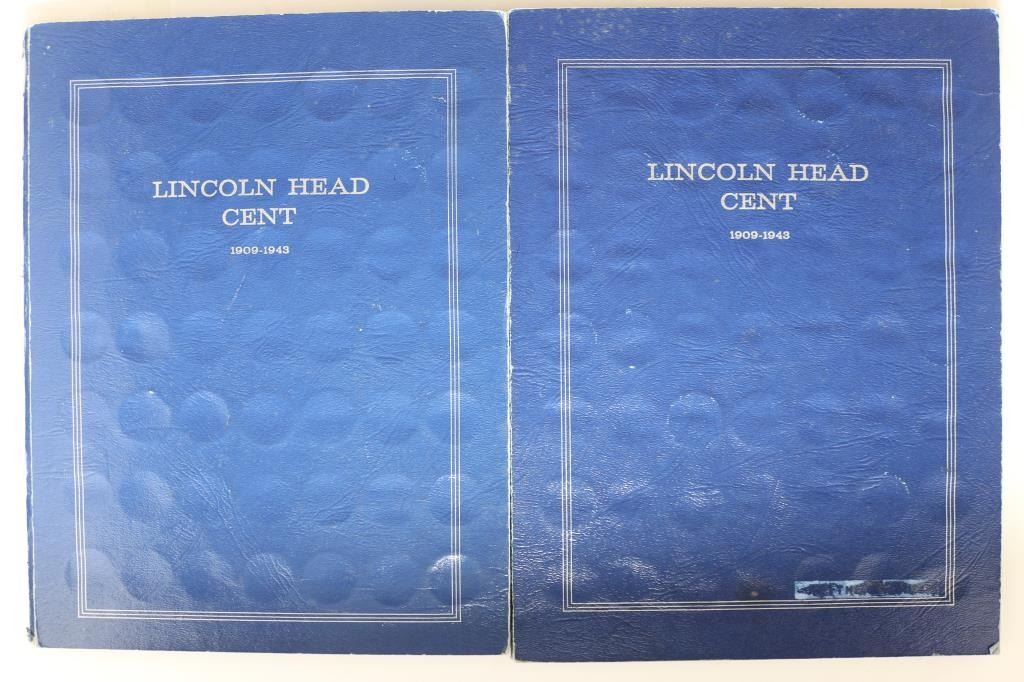 LINCOLN HEAD
CENT
1909-1943
LINCOLN HEAD
CENT
1909-1943